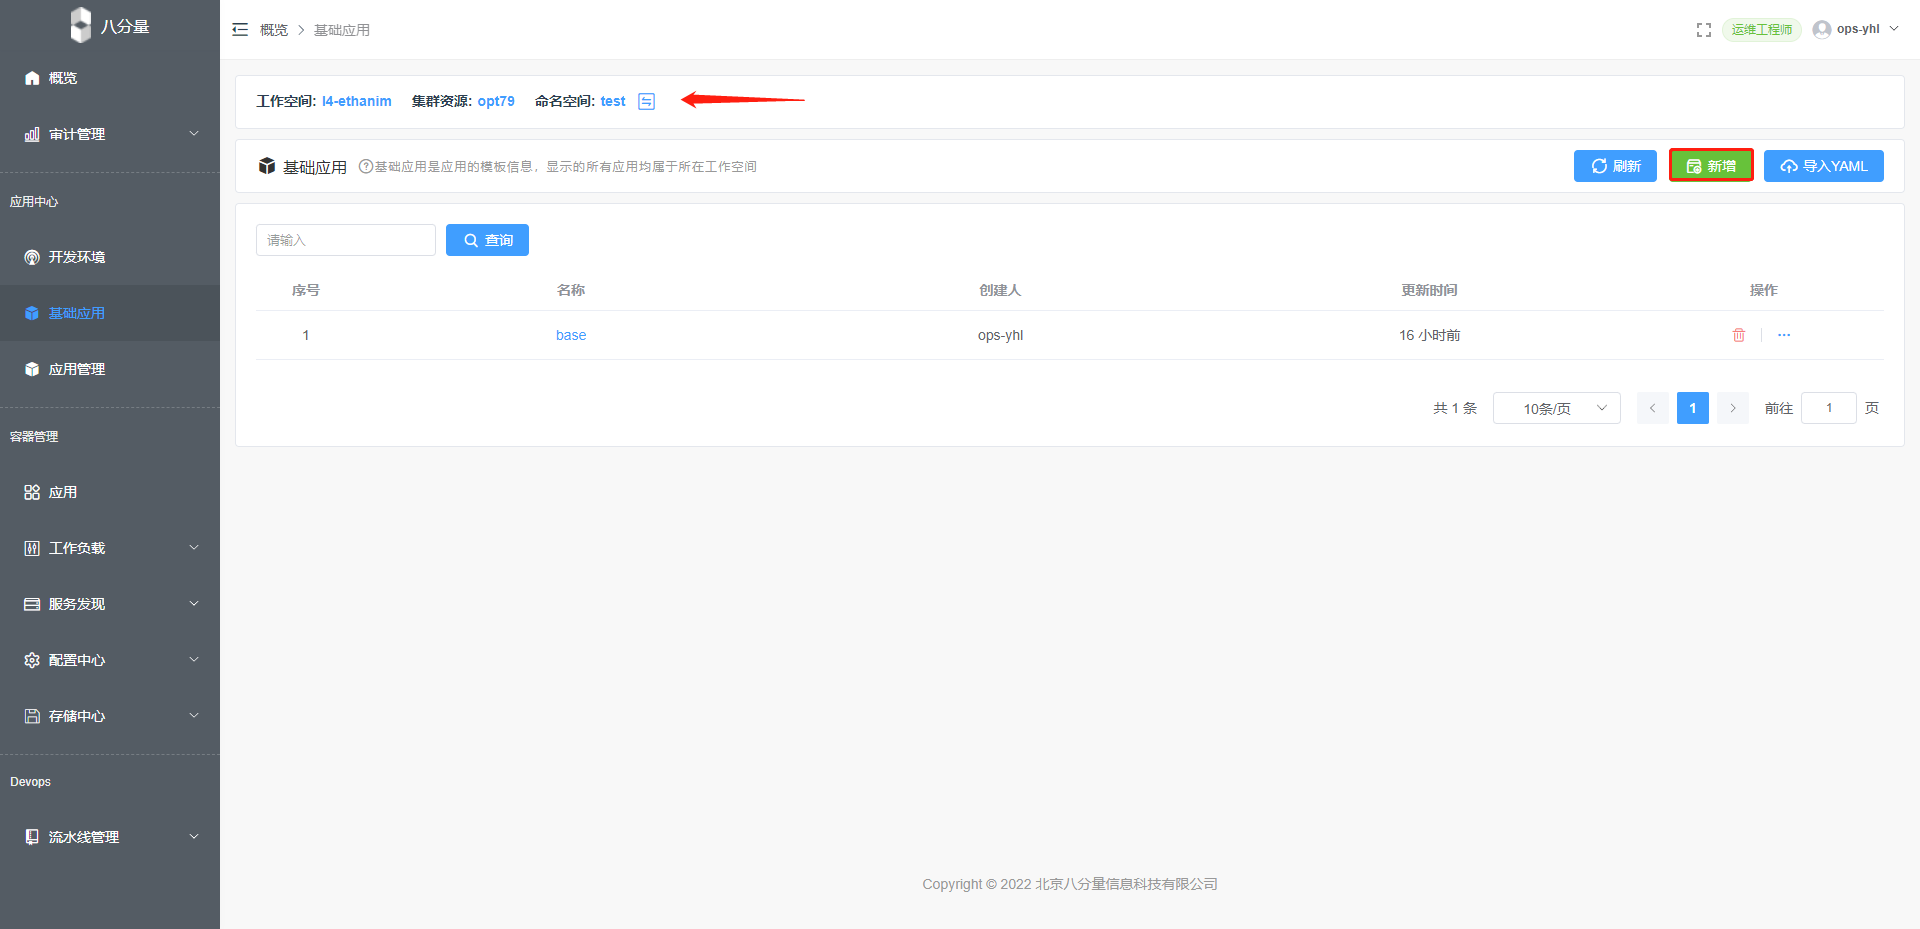 八分量
概览
审计管理
应用中心
开发环境
基础应用
应用管理
容器管理
应用
工作负载
服务发现
配置中心
存储中心
Devops
流水线管理
概览 > 基础应用
运维工程师 ops-yhl
工作空间: l4-ethanim 集群资源: opt79 命名空间: test
基础应用 基础应用是应用的模板信息，显示的所有应用均属于所在工作空间
刷新 新增 导入YAML
请输入 查询
序号 名称 创建人 更新时间 操作
1 base ops-yhl 16 小时前
共 1 条 10条/页 1 前往 1 页
Copyright © 2022 北京八分量信息科技有限公司